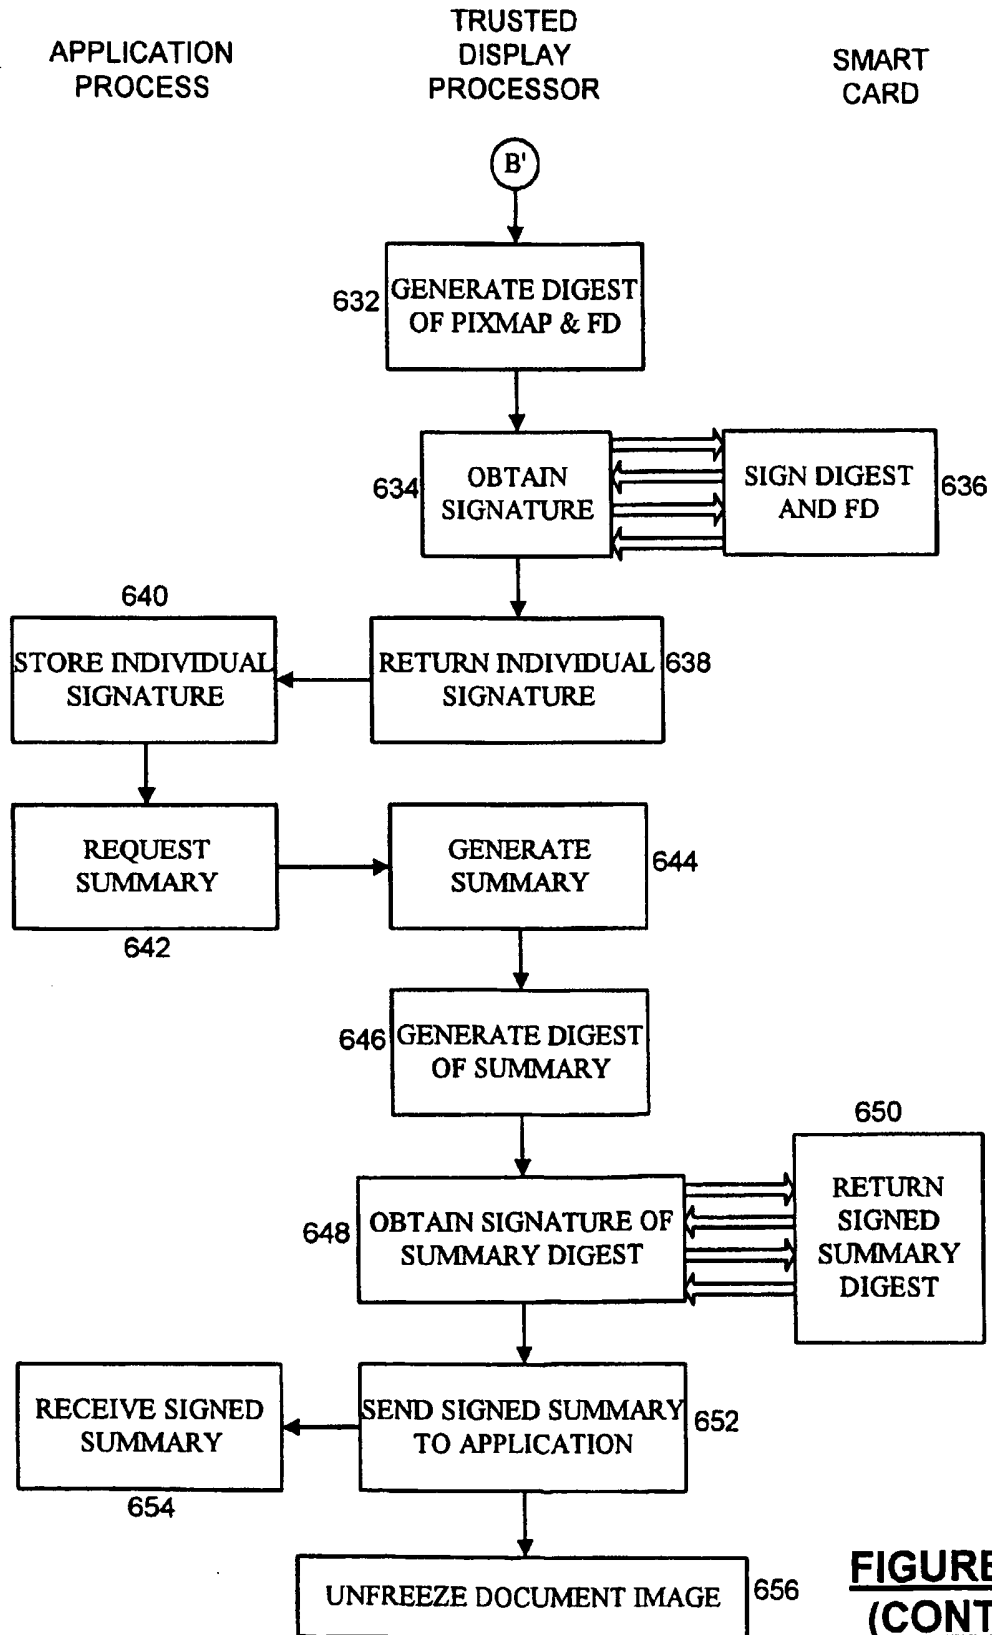 APPLICATION
PROCESS
TRUSTED
DISPLAY
PROCESSOR
SMART
CARD
B'
632
GENERATE DIGEST
OF PIXMAP & FD
634
OBTAIN
SIGNATURE
SIGN DIGEST
AND FD
636
640
STORE INDIVIDUAL
SIGNATURE
RETURN INDIVIDUAL
SIGNATURE
638
REQUEST
SUMMARY
642
GENERATE
SUMMARY
644
646
GENERATE DIGEST
OF SUMMARY
648
OBTAIN SIGNATURE OF
SUMMARY DIGEST
650
RETURN
SIGNED
SUMMARY
DIGEST
RECEIVE SIGNED
SUMMARY
654
SEND SIGNED SUMMARY
TO APPLICATION
652
UNFREEZE DOCUMENT IMAGE
656
FIGURE
(CONT